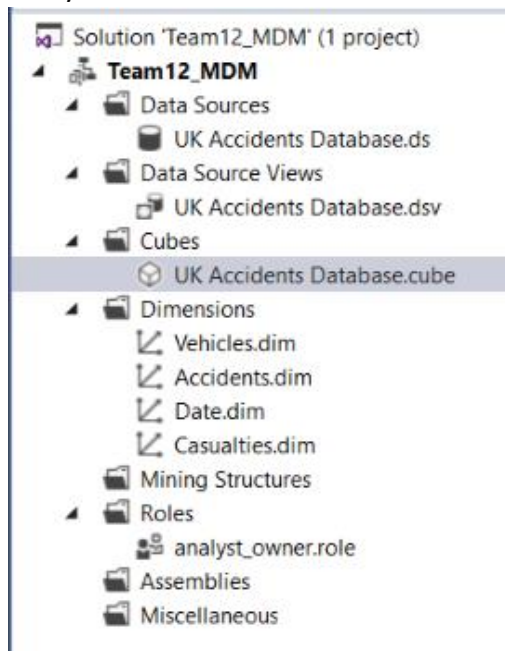 Solution 'Team12_MDM' (1 project)
Team12_MDM
Data Sources
UK Accidents Database.ds
Data Source Views
UK Accidents Database.dsv
Cubes
UK Accidents Database.cube
Dimensions
Vehicles.dim
Accidents.dim
Date.dim
Casualties.dim
Mining Structures
Roles
analyst_owner.role
Assemblies
Miscellaneous